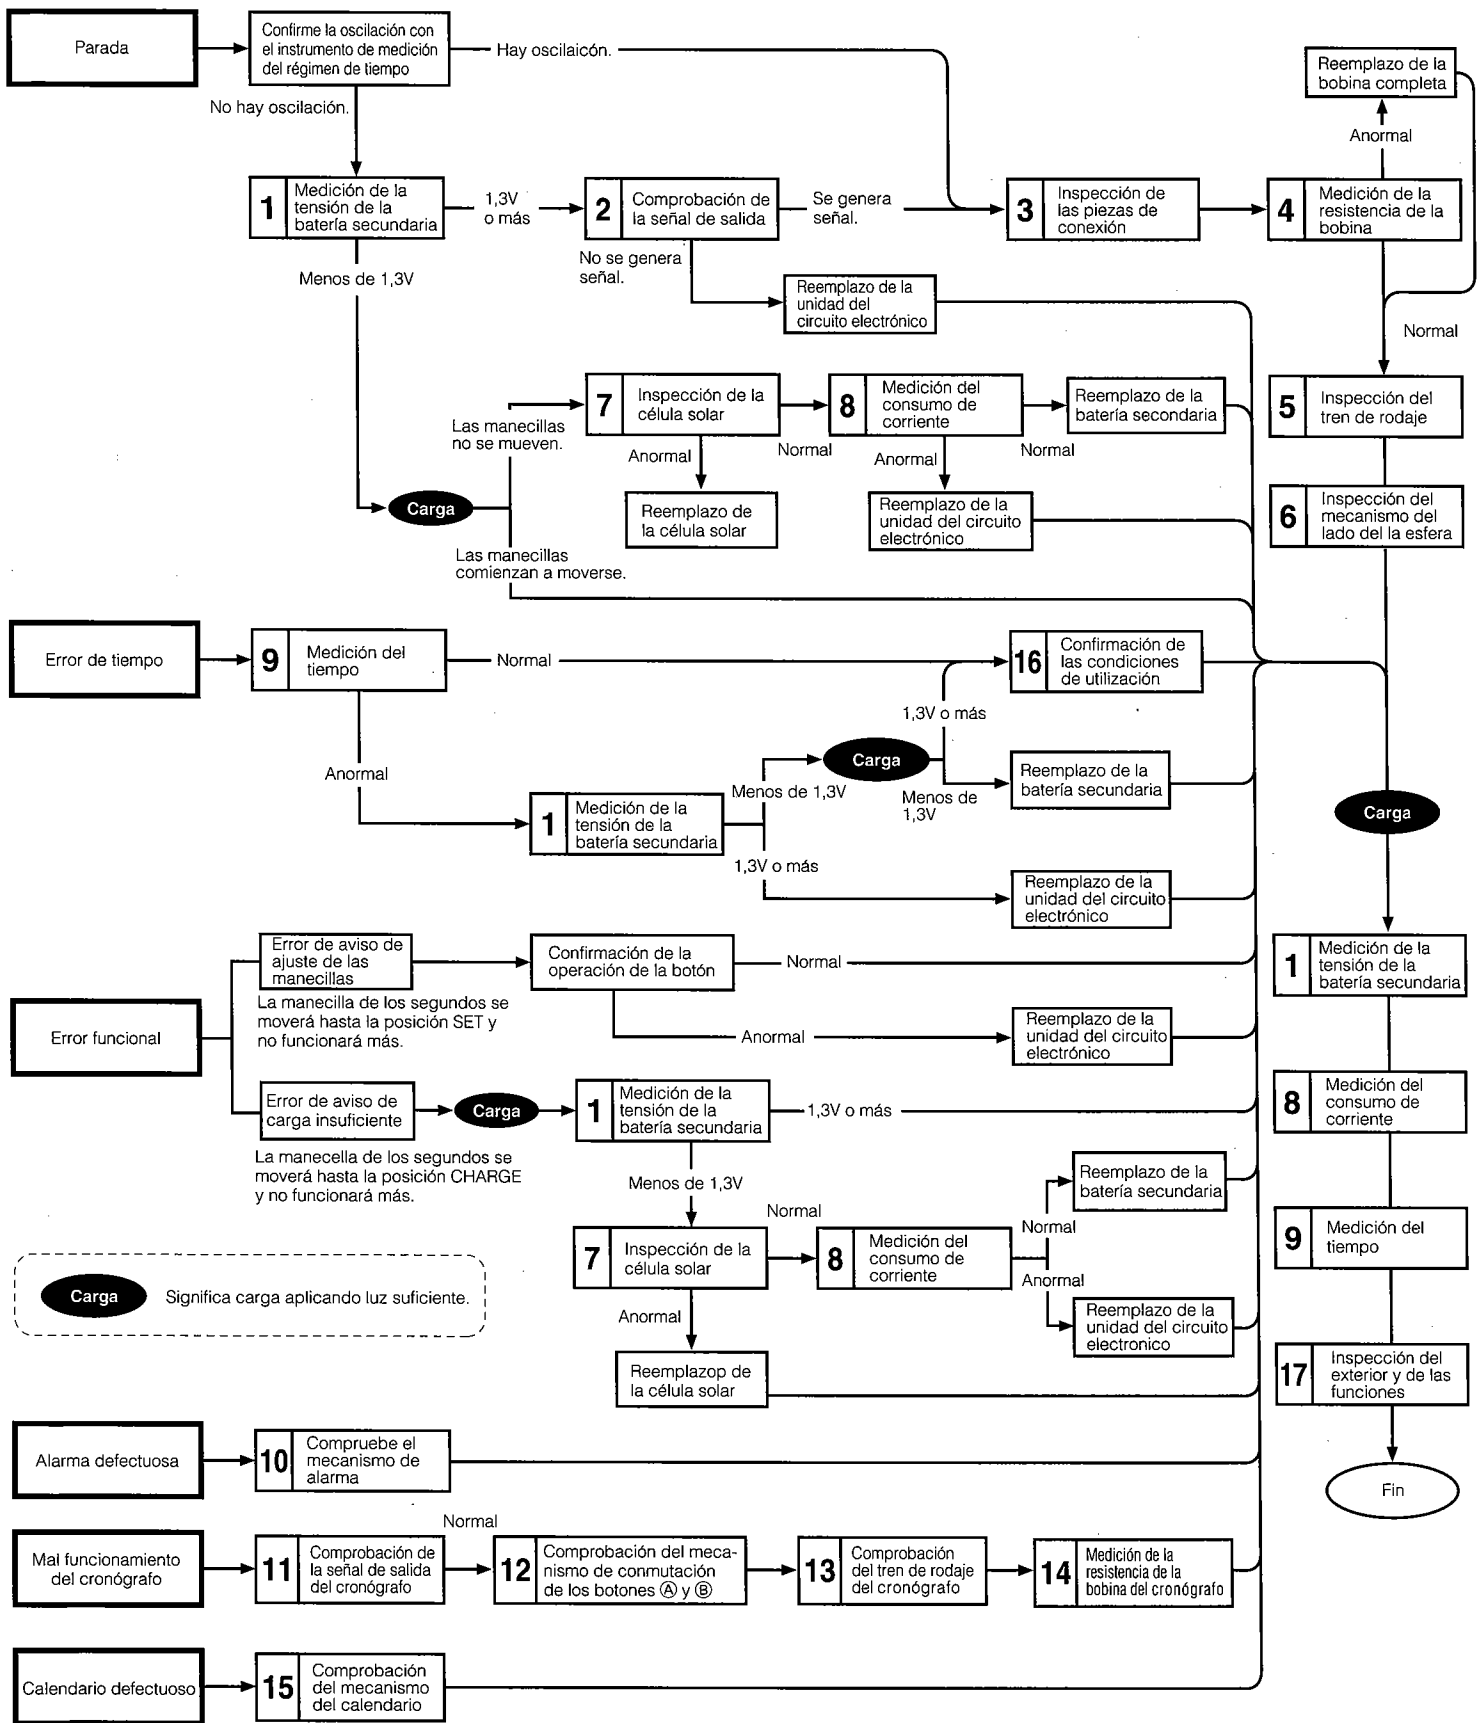 Parada
Confirme la oscilación con
el instrumento de medición
del régimen de tiempo
Hay oscilaicón.
No hay oscilación.
Reemplazo de la
bobina completa
Anormal
1
Medición de la
tensión de la
batería secundaria
1,3V
o más
2
Comprobación de
la señal de salida
Se genera
señal.
3
Inspección de
las piezas de
conexión
4
Medición de la
resistencia de la
bobina
Menos de 1,3V
No se genera
señal.
Reemplazo de la
unidad del
circuito electrónico
Normal
Las manecillas
no se mueven.
7
Inspección de la
célula solar
Normal
8
Medición del
consumo de
corriente
Normal
Reemplazo de la
batería secondaria
5
Inspección del
tren de rodaje
Anormal
Anormal
Carga
Reemplazo de
la célula solar
Reemplazo de la
unidad del circuito
electrónico
6
Inspección del
mecanismo del
lado del la esfera
Las manecillas
comienzan a moverse.
Error de tiempo
9
Medición del
tiempo
Normal
16
Confirmación de
las condiciones
de utilización
1,3V o más
Anormal
Carga
Menos de 1,3V
Menos de
1,3V
Reemplazo de la
batería secundaria
Carga
1
Medición de la
tensión de la
batería secundaria
1,3V o más
Reemplazo de la
unidad del circuito
electrónico
Error funcional
Error de aviso de
ajuste de las
manecillas
La manecilla de los segundos se
moverá hasta la posición SET y
no funcionará más.
Confirmación de la
operación de la botón
Normal
Anormal
Reemplazo de la
unidad del circuito
electrónico
1
Medición de la
tensión de la
batería secundaria
Error de aviso de
carga insuficiente
La manecella de los segundos se
moverá hasta la posición CHARGE
y no funcionará más.
Carga
1
Medición de la
tensión de la
batería secundaria
1,3V o más
8
Medición del
consumo de
corriente
Menos de 1,3V
7
Inspección de la
célula solar
Normal
8
Medición del
consumo de
corriente
Normal
Reemplazo de la
batería secundaria
Anormal
Reemplazo de la
unidad del circuito
electronico
9
Medición del
tiempo
Anormal
Reemplazop de
la célula solar
Carga
Significa carga aplicando luz suficiente.
17
Inspección del
exterior y de las
funciones
Fin
Alarma defectuosa
10
Compruebe el
mecanismo de
alarma
Mal funcionamiento
del cronógrafo
11
Comprobación de
la señal de salida
del cronógrafo
Normal
12
Comprobación del meca-
nismo de conmutación
de los botones Ⓐ y Ⓑ
13
Comprobación
del tren de rodaje
del cronógrafo
14
Medición de la
resistencia de la
bobina del cronógrafo
Calendario defectuoso
15
Comprobación
del mecanismo
del calendario